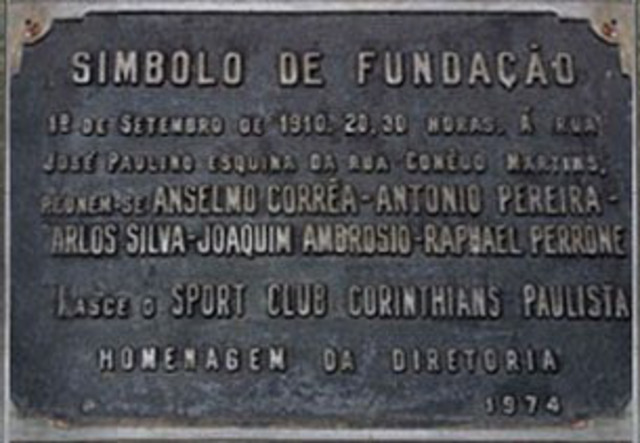 SIMBOLO DE FUNDAÇÃO
1º DE SETEMBRO DE 1910. 20,30 HORAS. Á RUA
JOSÉ PAULINO ESQUINA DA RUA CONÊGO MARTINS,
REUNEM-SE ANSELMO CORRÊA-ANTONIO PEREIRA-
ARLOS SILVA-JOAQUIM AMBROSIO-RAPHAEL PERRONE
NASCE O SPORT CLUB CORINTHIANS PAULISTA
HOMENAGEM DA DIRETORIA
1974